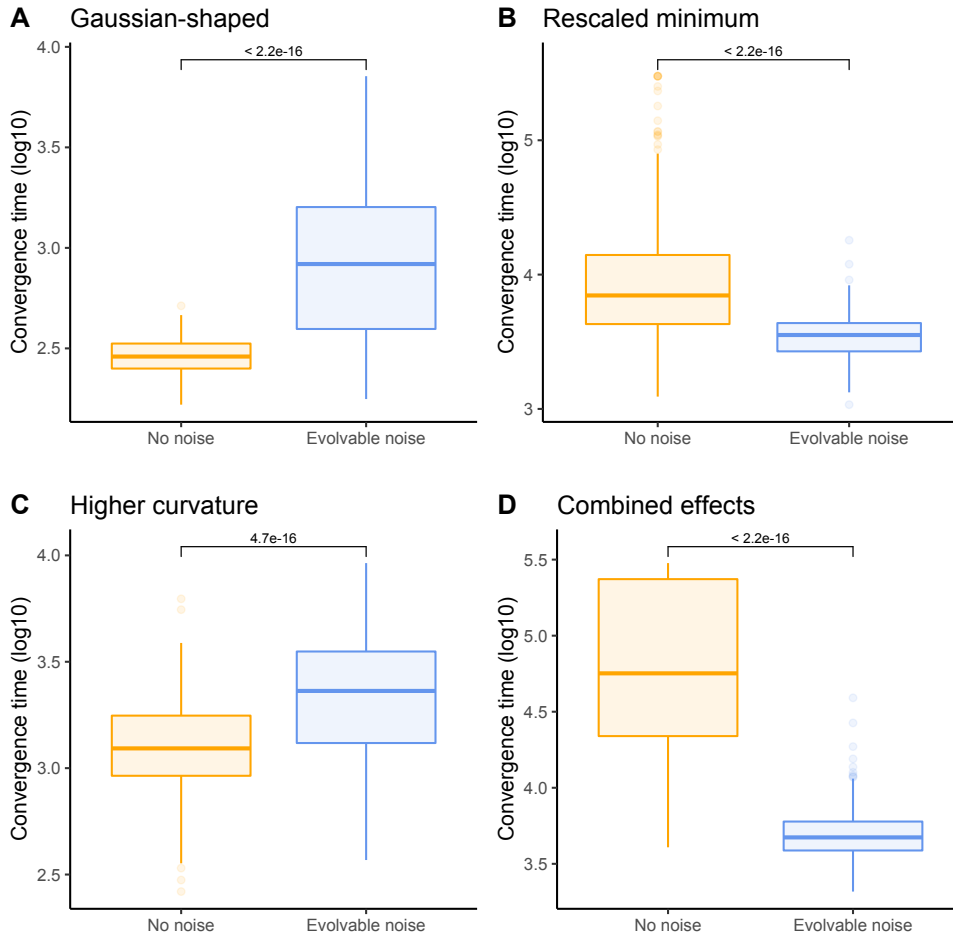 A Gaussian-shaped
4.0
< 2.2e-16
3.5
3.0
2.5
Convergence time (log10)
No noise
Evolvable noise
B Rescaled minimum
< 2.2e-16
5
4
3
Convergence time (log10)
No noise
Evolvable noise
C Higher curvature
4.0
4.7e-16
3.5
3.0
2.5
Convergence time (log10)
No noise
Evolvable noise
D Combined effects
< 2.2e-16
5.5
5.0
4.5
4.0
3.5
Convergence time (log10)
No noise
Evolvable noise